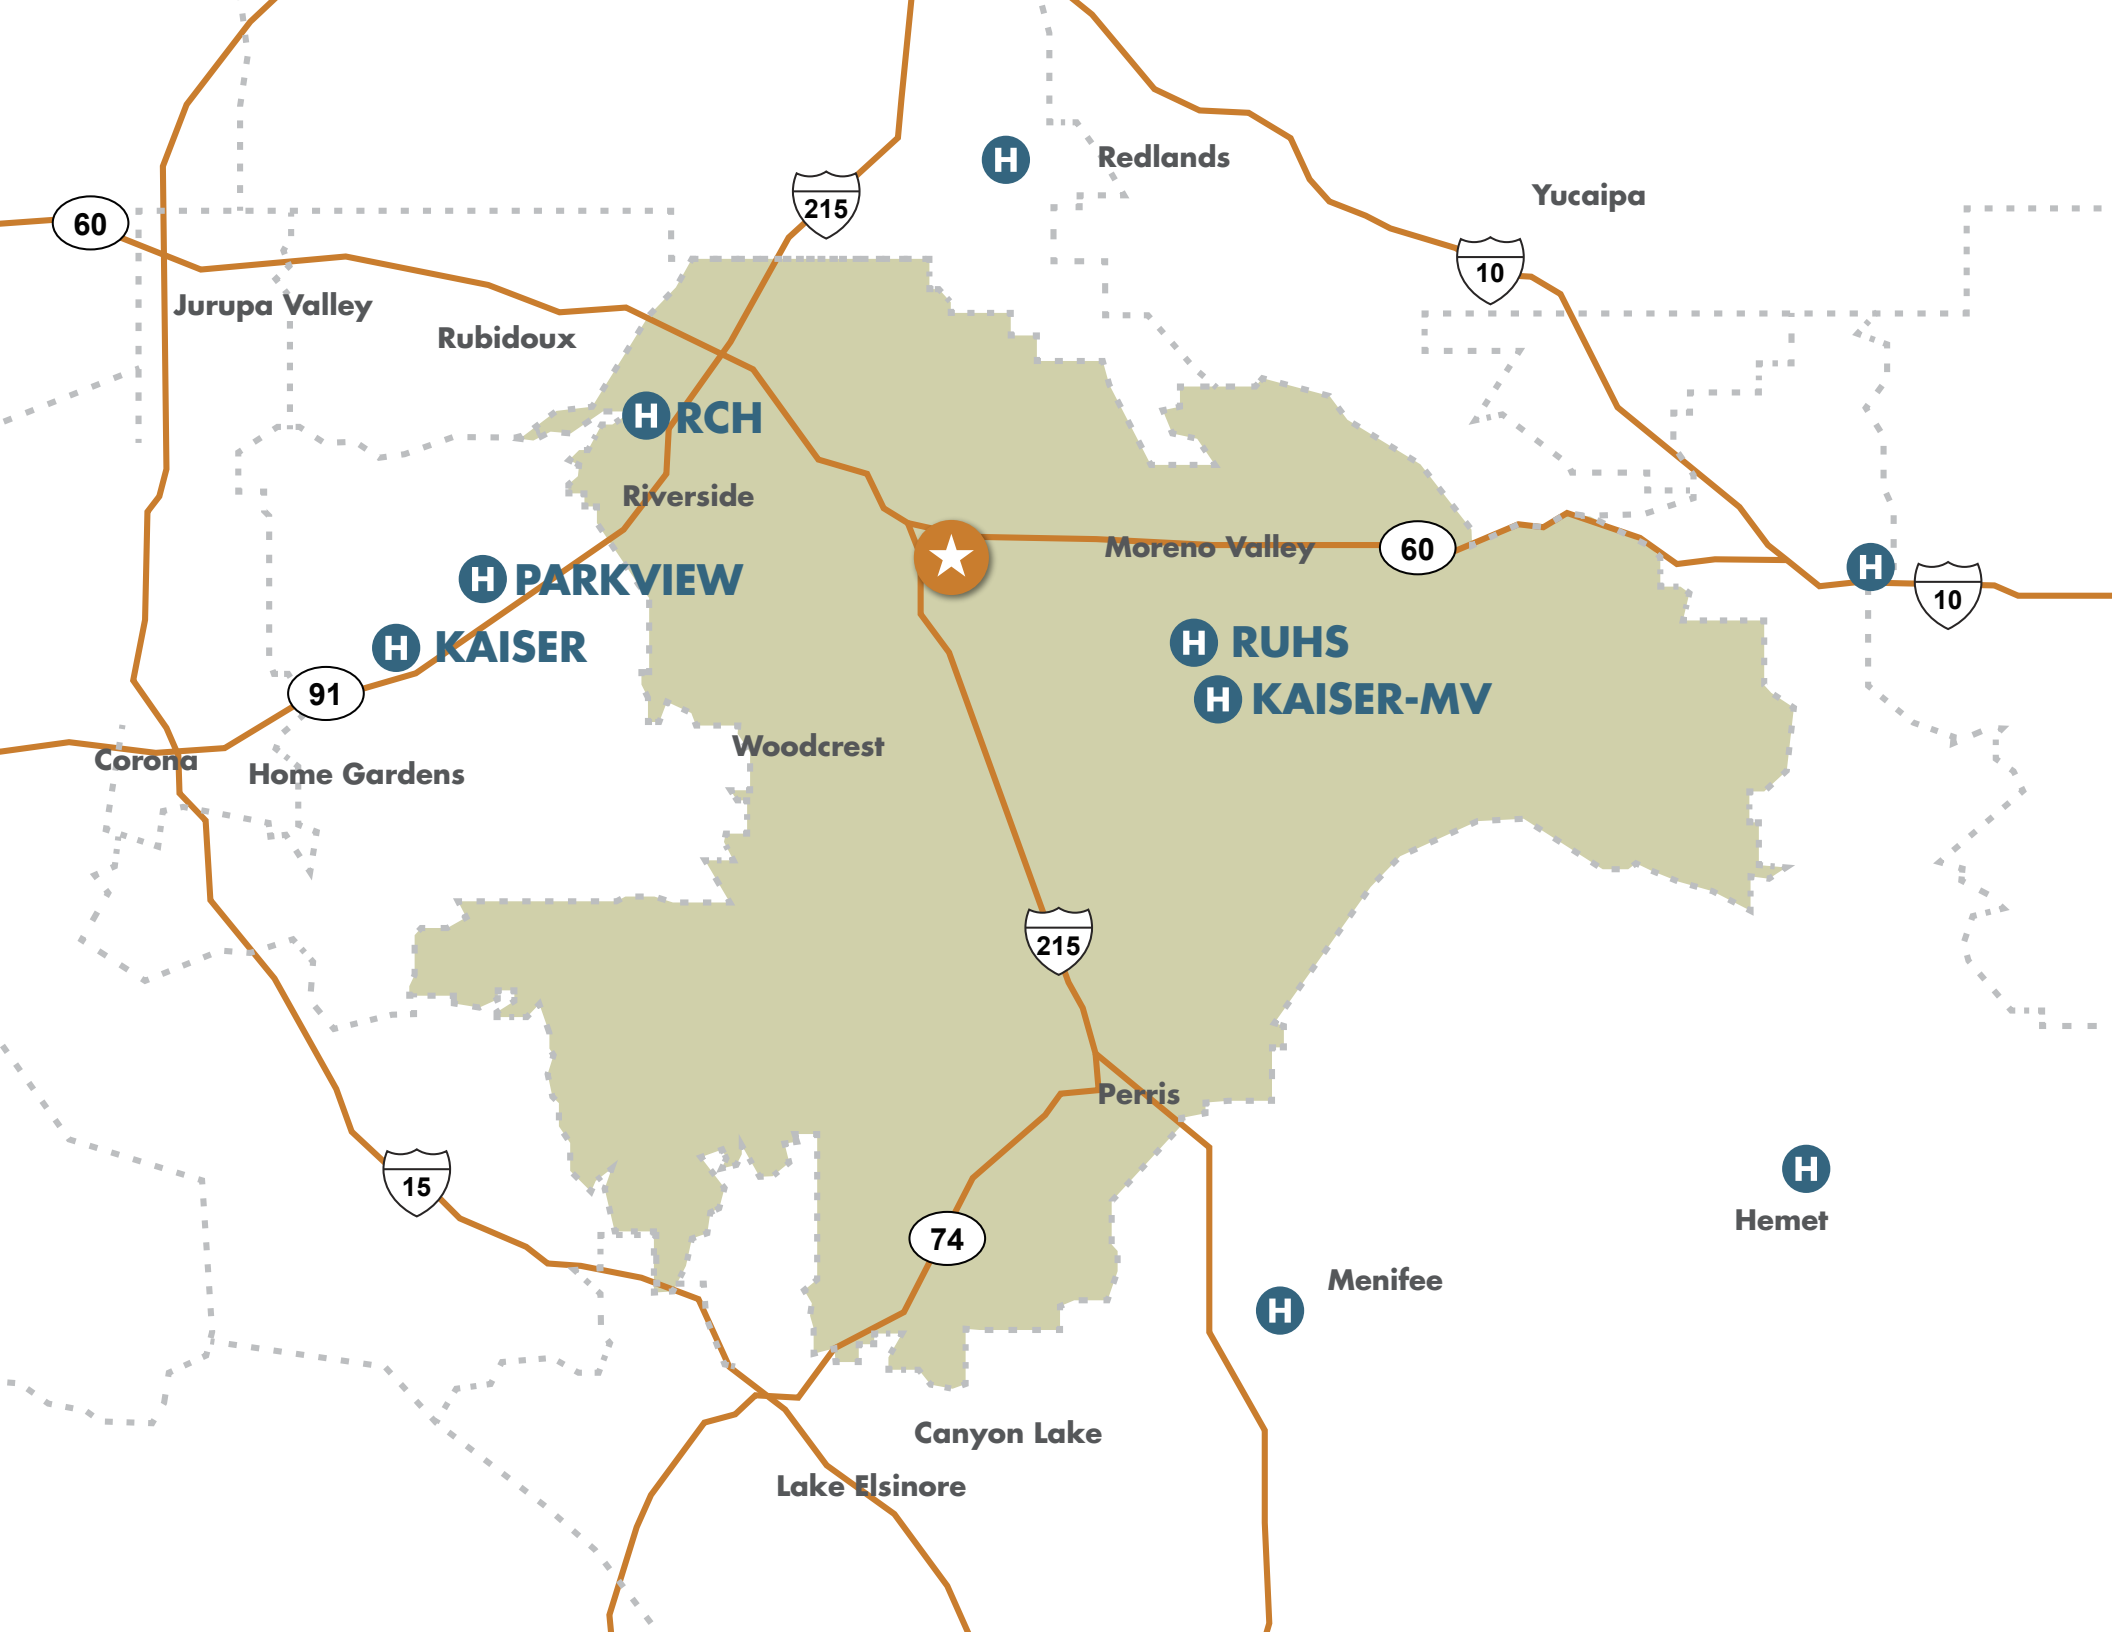 H
Redlands
Yucaipa
60
215
10
Jurupa Valley
Rubidoux
H RCH
Riverside
Moreno Valley
60
H PARKVIEW
H
10
H KAISER
H RUHS
91
H KAISER-MV
Woodcrest
Corona
Home Gardens
215
Perris
15
H
Hemet
74
Menifee
H
Canyon Lake
Lake Elsinore